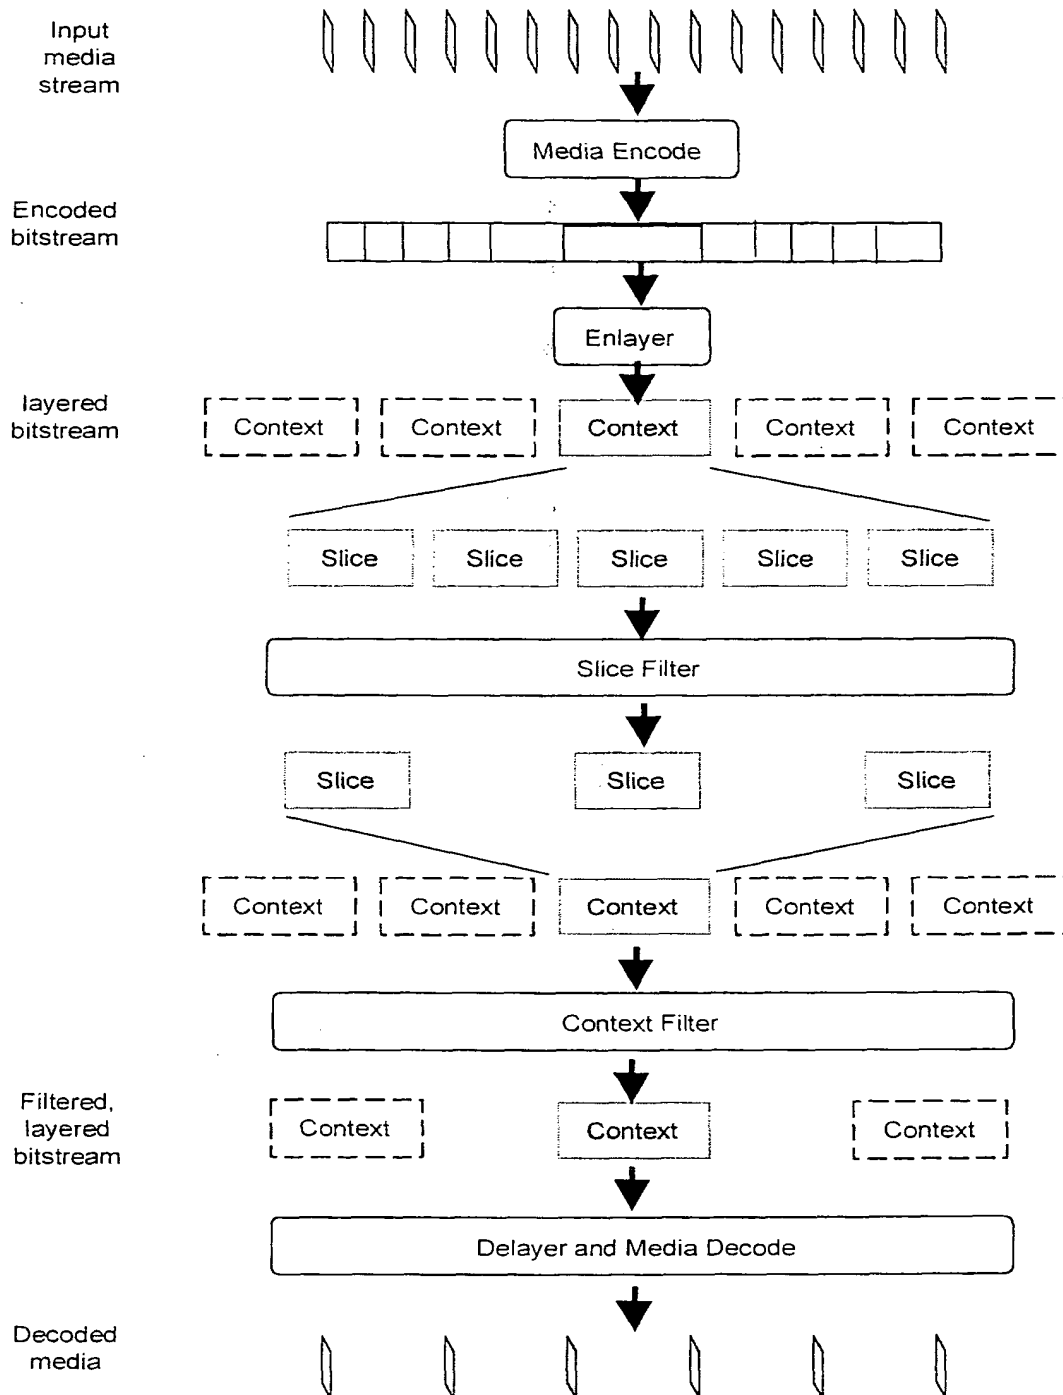 Input
media
stream
Media Encode
Encoded
bitstream
Enlayer
layered
bitstream
Context Context Context Context Context
Slice Slice Slice Slice Slice
Slice Filter
Slice Slice Slice
Context Context Context Context Context
Context Filter
Filtered,
layered
bitstream
Context Context Context
Delayer and Media Decode
Decoded
media